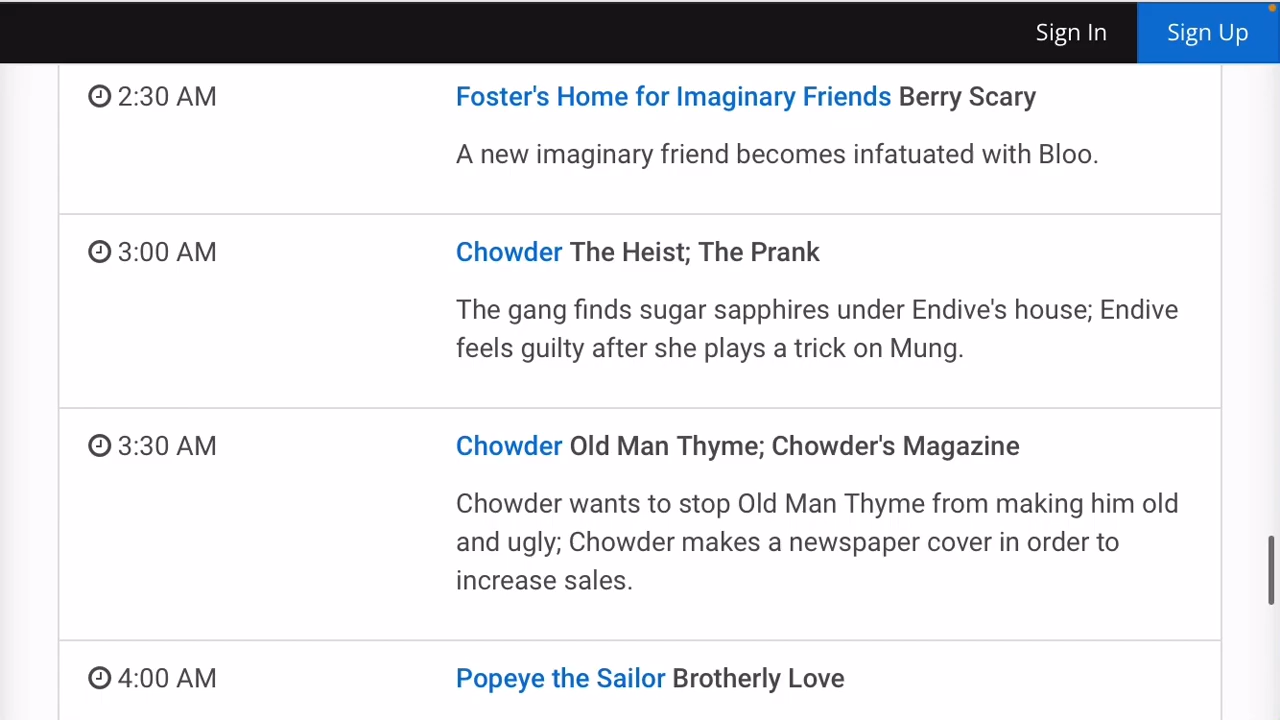 Sign In
Sign Up
2:30 AM
Foster's Home for Imaginary Friends Berry Scary
A new imaginary friend becomes infatuated with Bloo.
3:00 AM
Chowder The Heist; The Prank
The gang finds sugar sapphires under Endive's house; Endive
feels guilty after she plays a trick on Mung.
3:30 AM
Chowder Old Man Thyme; Chowder's Magazine
Chowder wants to stop Old Man Thyme from making him old
and ugly; Chowder makes a newspaper cover in order to
increase sales.
4:00 AM
Popeye the Sailor Brotherly Love